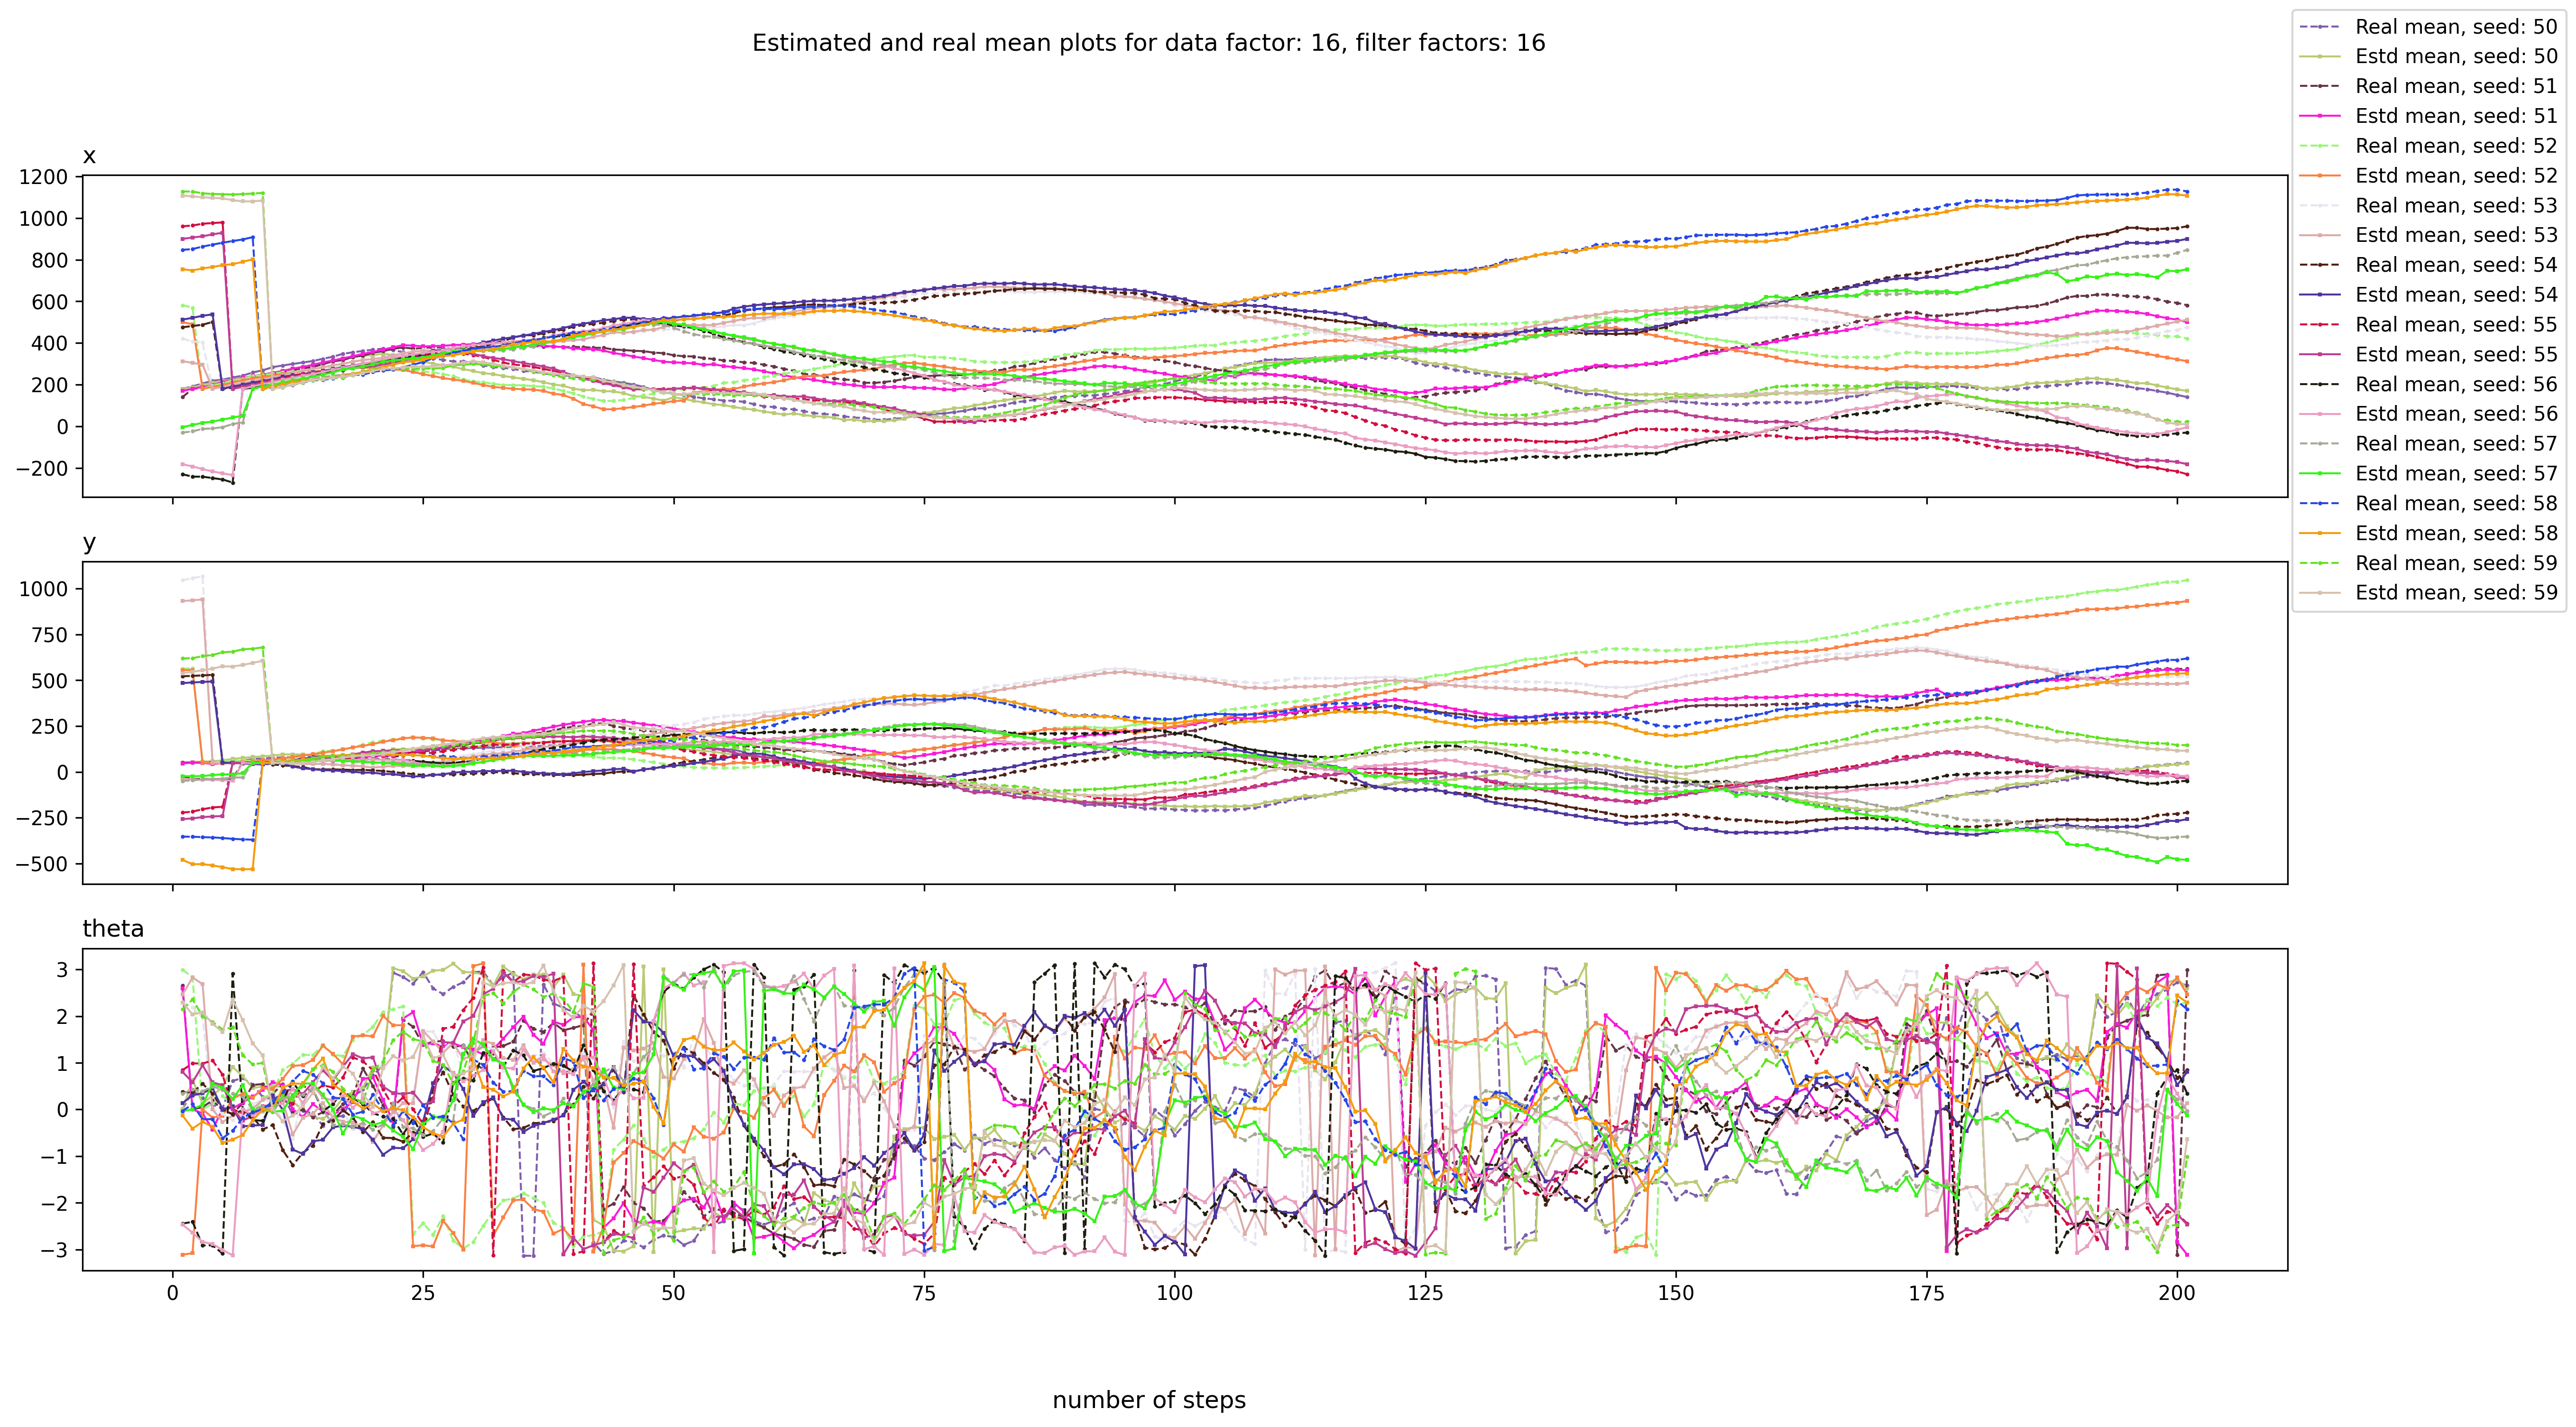 Estimated and real mean plots for data factor: 16, filter factors: 16
Real mean, seed: 50
Estd mean, seed: 50
Real mean, seed: 51
Estd mean, seed: 51
Real mean, seed: 52
Estd mean, seed: 52
Real mean, seed: 53
Estd mean, seed: 53
Real mean, seed: 54
Estd mean, seed: 54
Real mean, seed: 55
Estd mean, seed: 55
Real mean, seed: 56
Estd mean, seed: 56
Real mean, seed: 57
Estd mean, seed: 57
Real mean, seed: 58
Estd mean, seed: 58
Real mean, seed: 59
Estd mean, seed: 59
x
1200
1000
800
600
400
200
0
−200
y
1000
750
500
250
0
−250
−500
theta
3
2
1
0
−1
−2
−3
0 25 50 75 100 125 150 175 200
number of steps